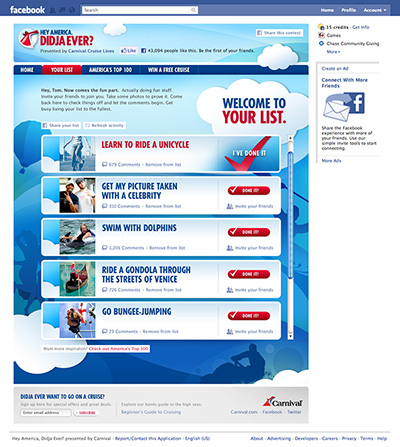 facebook
Search
Home Profile Account
HEY AMERICA,
DIDJA EVER?
Presented by Carnival Cruise Lines
Like
43,094 people like this. Be the first of your friends.
Share this contest
HOME YOUR LIST AMERICA'S TOP 100 WIN A FREE CRUISE
15 credits · Get Info
Games
Chase Community Giving
More
Create an Ad
Connect With More Friends
Share the Facebook experience with more of your friends. Use our simple invite tools to start connecting.
More Ads
Hey, Tom. Now comes the fun part. Actually doing fun stuff.
Invite your friends to join you. Take some photos to prove it. Come
back here to check things off and let the comments begin. Get
busy living your list to the fullest.
WELCOME TO
YOUR LIST.
Share your list
Refresh activity
LEARN TO RIDE A UNICYCLE
I'VE DONE IT
679 Comments · Remove from list
GET MY PICTURE TAKEN
WITH A CELEBRITY
DONE IT!
310 Comments · Remove from list
Invite your friends
SWIM WITH DOLPHINS
DONE IT!
1,201 Comments · Remove from list
Invite your friends
RIDE A GONDOLA THROUGH
THE STREETS OF VENICE
DONE IT!
726 Comments · Remove from list
Invite your friends
GO BUNGEE-JUMPING
DONE IT!
23 Comments · Remove from list
Invite your friends
Want more inspiration? Check out America's Top 100
DIDJA EVER WANT TO GO ON A CRUISE?
Sign up here for special offers and great deals.
Explore our handy guide to the high seas.
Enter email address
SUBSCRIBE
Beginner's Guide to Cruising
Carnival
Carnival.com · Facebook · Twitter
Hey America, Didja Ever? presented by Carnival · Report/Contact this Application · English (US)
About · Advertising · Developers · Careers · Privacy · Terms · Help